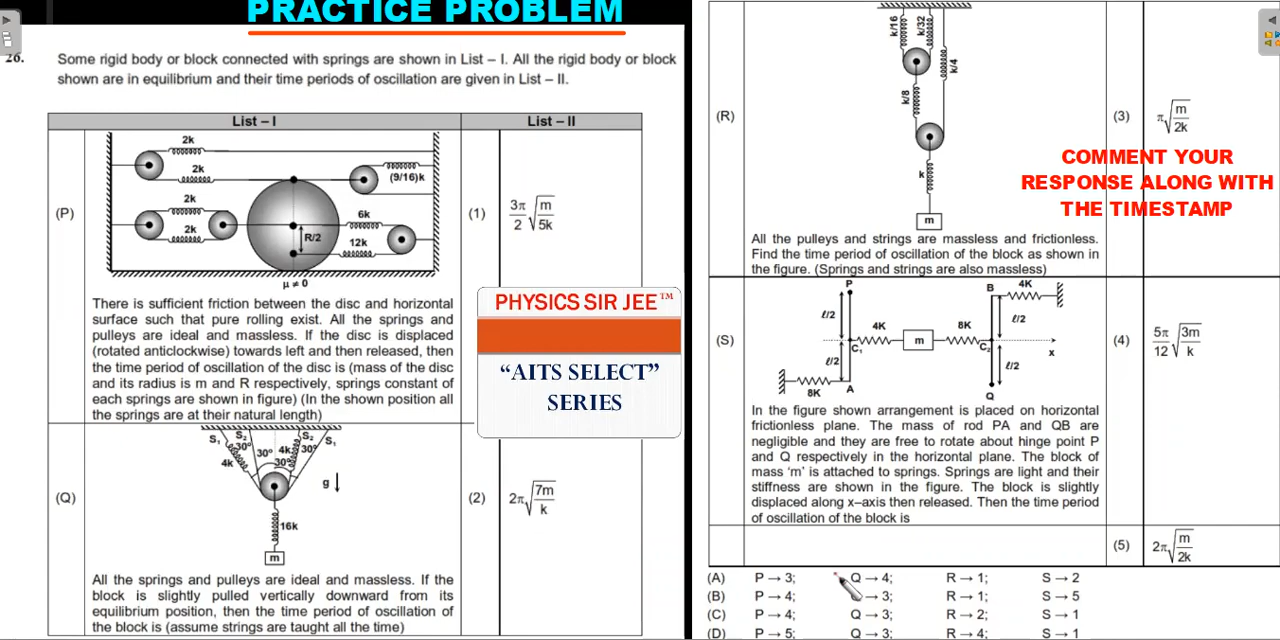 PRACTICE PROBLEM
26. Some rigid body or block connected with springs are shown in List – I. All the rigid body or block
shown are in equilibrium and their time periods of oscillation are given in List – II.
List – I
List – II
(P)
2k
2k
2k
2k
(9/16)k
6k
12k
R/2
μ ≠ 0
There is sufficient friction between the disc and horizontal
surface such that pure rolling exist. All the springs and
pulleys are ideal and massless. If the disc is displaced
(rotated anticlockwise) towards left and then released, then
the time period of oscillation of the disc is (mass of the disc
and its radius is m and R respectively, springs constant of
each springs are shown in figure) (In the shown position all
the springs are at their natural length)
(1) 3π/2 √(m/5k)
(Q)
S₁ S₂ S₂ S₁
30° 30° 4k 30°
4k 30°
g
16k
m
All the springs and pulleys are ideal and massless. If the
block is slightly pulled vertically downward from its
equilibrium position, then the time period of oscillation of
the block is (assume strings are taught all the time)
(2) 2π √(7m/k)
PHYSICS SIR JEE™
“AITS SELECT”
SERIES
(R)
k/16
k/32
k/4
k/8
k
m
All the pulleys and strings are massless and frictionless.
Find the time period of oscillation of the block as shown in
the figure. (Springs and strings are also massless)
(3) π √(m/2k)
COMMENT YOUR
RESPONSE ALONG WITH
THE TIMESTAMP
(S)
P
B
4K
ℓ/2
ℓ/2
4K
8K
C₁
m
C₂
x
ℓ/2
ℓ/2
8K
A
Q
In the figure shown arrangement is placed on horizontal
frictionless plane. The mass of rod PA and QB are
negligible and they are free to rotate about hinge point P
and Q respectively in the horizontal plane. The block of
mass ‘m’ is attached to springs. Springs are light and their
stiffness are shown in the figure. The block is slightly
displaced along x–axis then released. Then the time period
of oscillation of the block is
(4) 5π/12 √(3m/k)
(5) 2π √(m/2k)
(A) P → 3; Q → 4; R → 1; S → 2
(B) P → 4; → 3; R → 1; S → 5
(C) P → 4; Q → 3; R → 2; S → 1
(D) P → 5; Q → 3; R → 4; S → 1